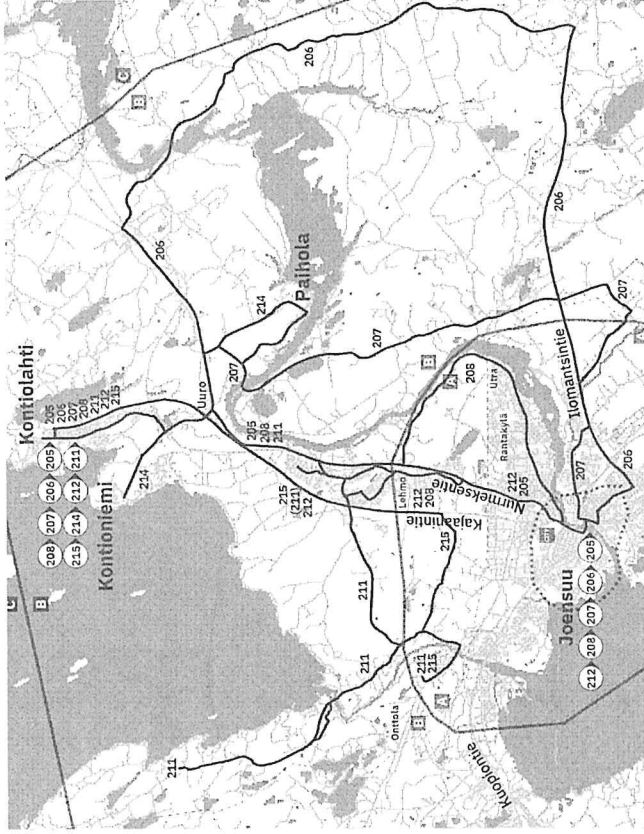 Kontiolahti
205
206
207
208
211
212
215
208 207 206 205
215 214 212 211
Kontioniemi
214
Uuro
206
206
206
C
B
C
B
214
Paihola
207
207
207
205
208
211
215
(211)
212
Lehmo
212
208
Kajaanintie
Nurmeksentie
212
205
B
A
208
Utra
Rantakylä
Ilomantsintie
207
206
211
211
211
215
211
215
Onttola
B
A
Kuopiontie
Joensuu
212 208 207 206 205